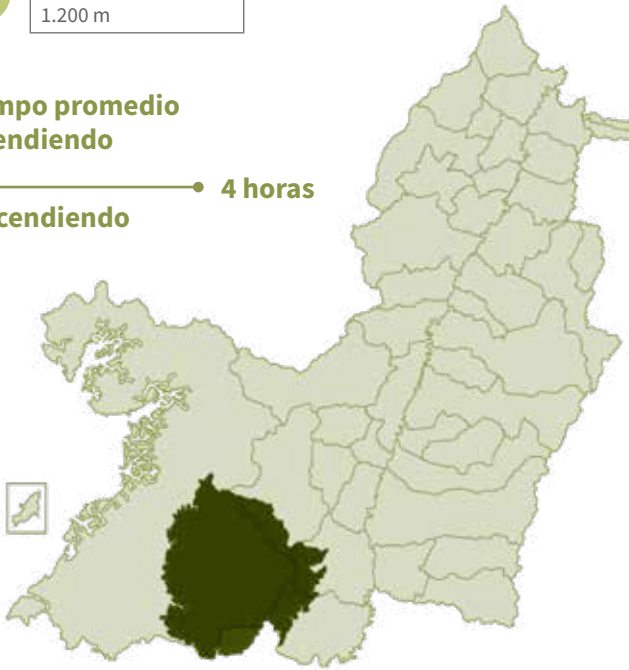 1.200 m
mpo promedio
endiendo
4 horas
cendiendo